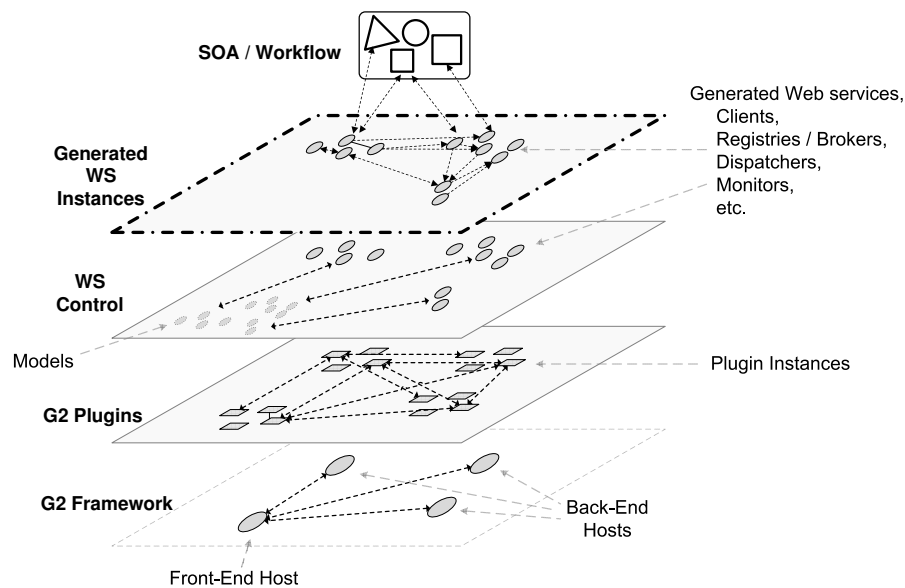 SOA / Workflow
Generated Web services,
Clients,
Registries / Brokers,
Dispatchers,
Monitors,
etc.
Generated
WS
Instances
WS
Control
Models
Plugin Instances
G2 Plugins
G2 Framework
Back-End
Hosts
Front-End Host